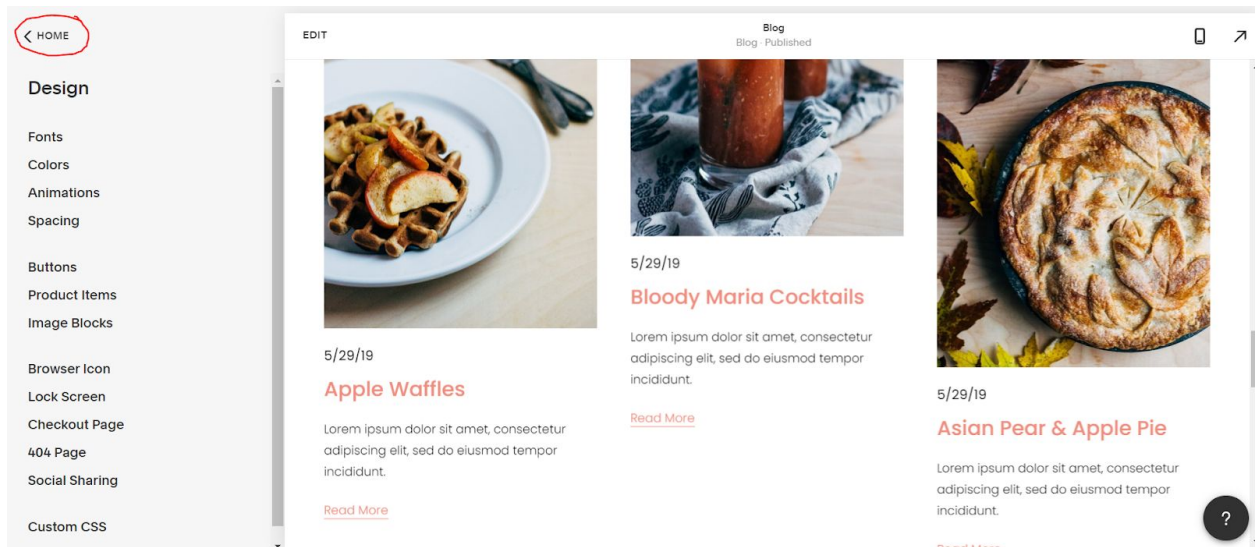 HOME
Design
Fonts
Colors
Animations
Spacing
Buttons
Product Items
Image Blocks
Browser Icon
Lock Screen
Checkout Page
404 Page
Social Sharing
Custom CSS
EDIT
Blog
Blog · Published
5/29/19
Apple Waffles
Lorem ipsum dolor sit amet, consectetur
adipiscing elit, sed do eiusmod tempor
incididunt.
Read More
5/29/19
Bloody Maria Cocktails
Lorem ipsum dolor sit amet, consectetur
adipiscing elit, sed do eiusmod tempor
incididunt.
Read More
5/29/19
Asian Pear & Apple Pie
Lorem ipsum dolor sit amet, consectetur
adipiscing elit, sed do eiusmod tempor
incididunt.
Read More
?